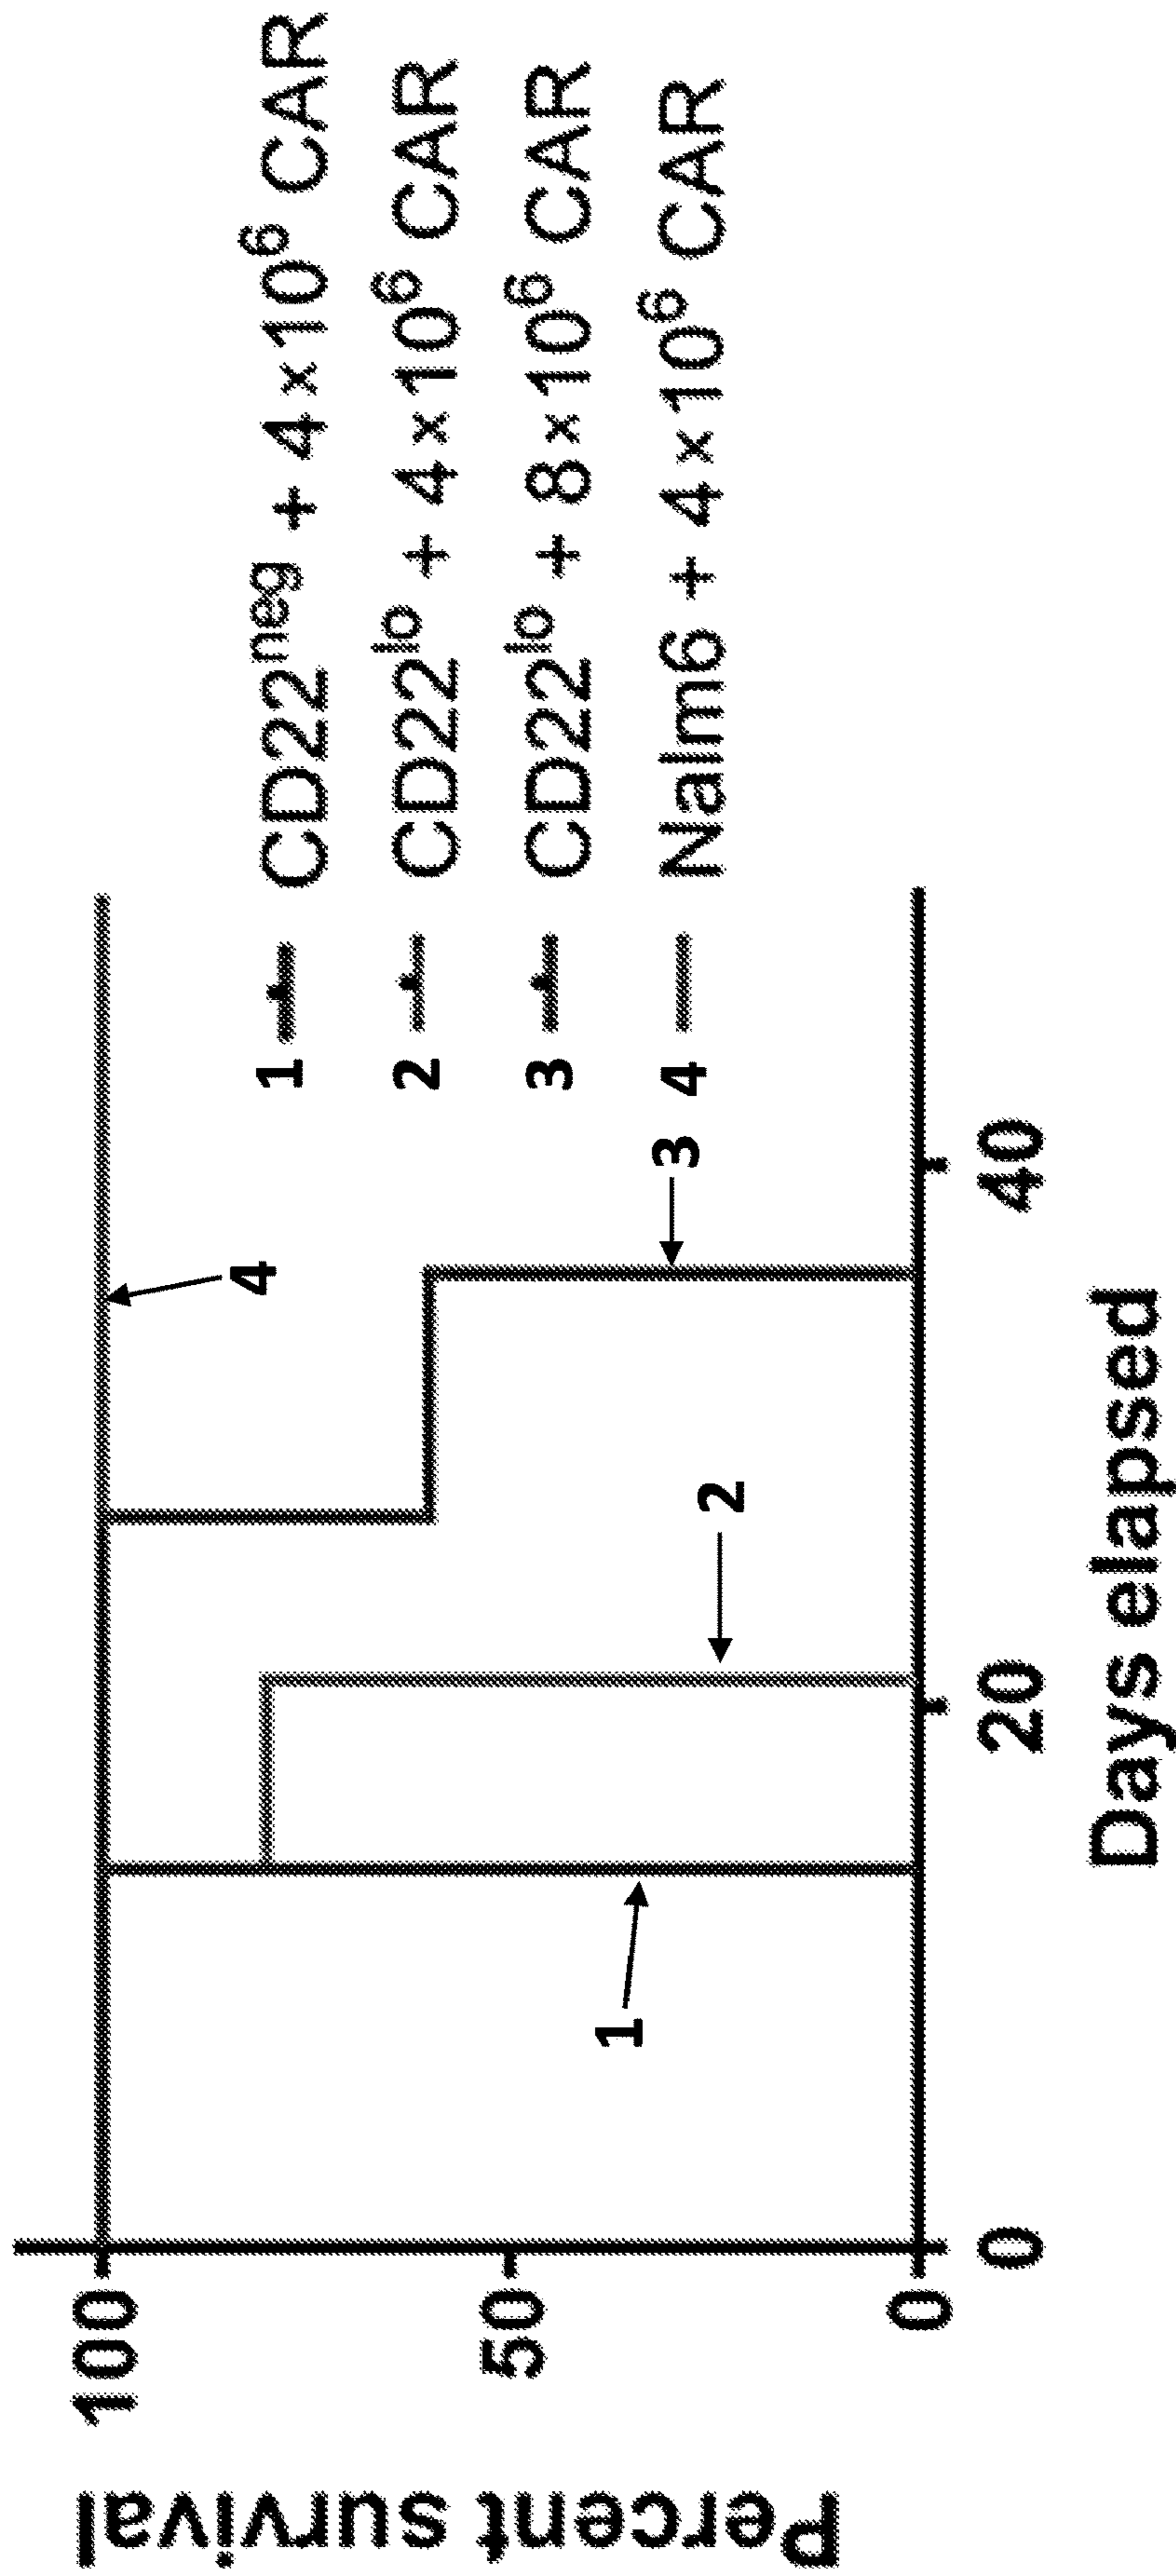 Percent survival
100
50
0
0
20
40
Days elapsed
1
2
3
4
1 CD22neg + 4×10⁶ CAR
2 CD22lo + 4×10⁶ CAR
3 CD22lo + 8×10⁶ CAR
4 Nalm6 + 4×10⁶ CAR